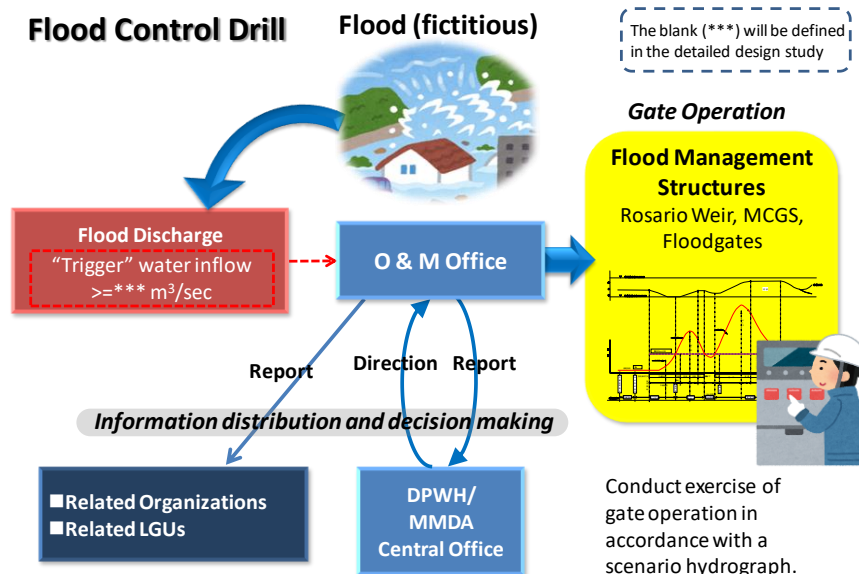 Flood Control Drill
Flood (fictitious)
The blank (***) will be defined
in the detailed design study
Gate Operation
Flood Management
Structures
Rosario Weir, MCGS,
Floodgates
Flood Discharge
“Trigger” water inflow
>=*** m³/sec
O & M Office
Report
Direction
Report
Information distribution and decision making
■Related Organizations
■Related LGUs
DPWH/
MMDA
Central Office
Conduct exercise of
gate operation in
accordance with a
scenario hydrograph.